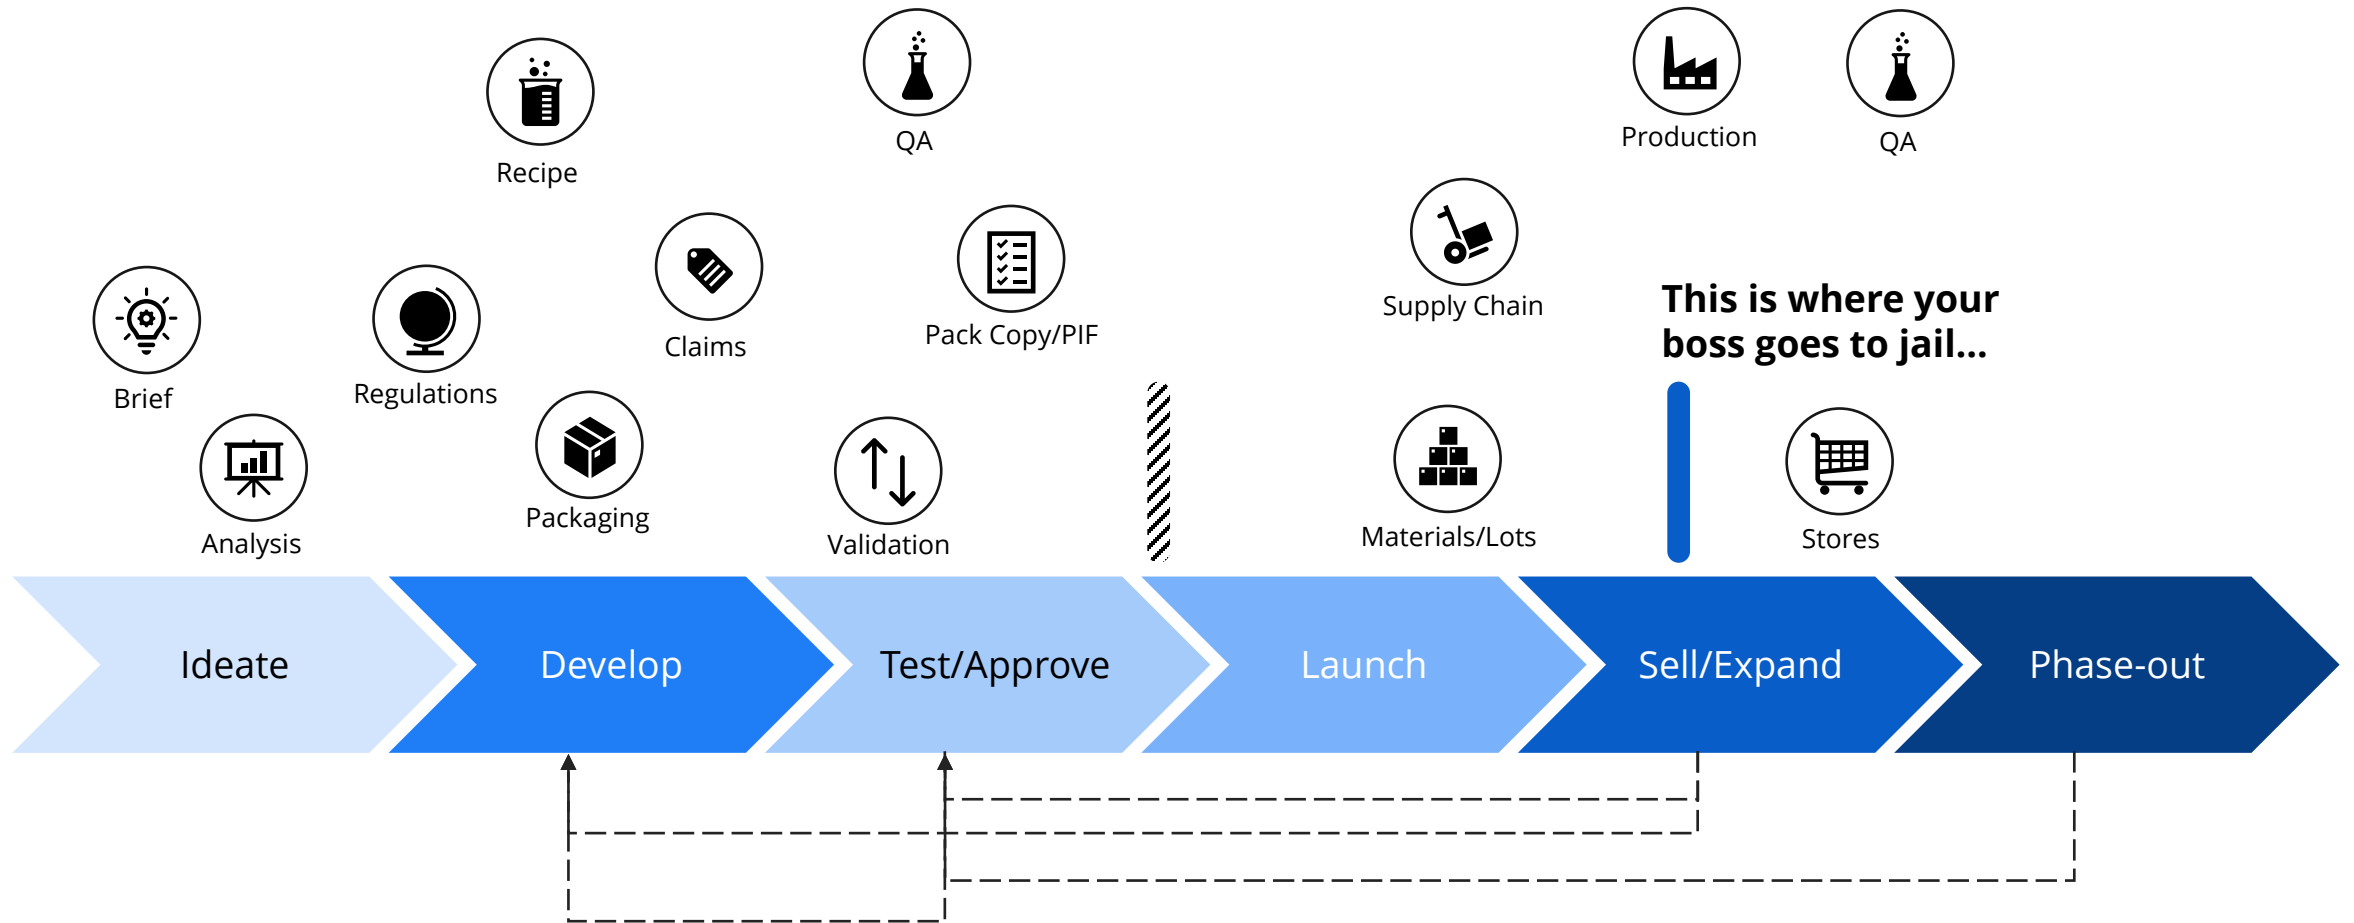 Recipe
QA
Production
QA
Brief
Analysis
Regulations
Packaging
Claims
Validation
Pack Copy/PIF
Supply Chain
Materials/Lots
This is where your
boss goes to jail...
Stores
Ideate
Develop
Test/Approve
Launch
Sell/Expand
Phase-out